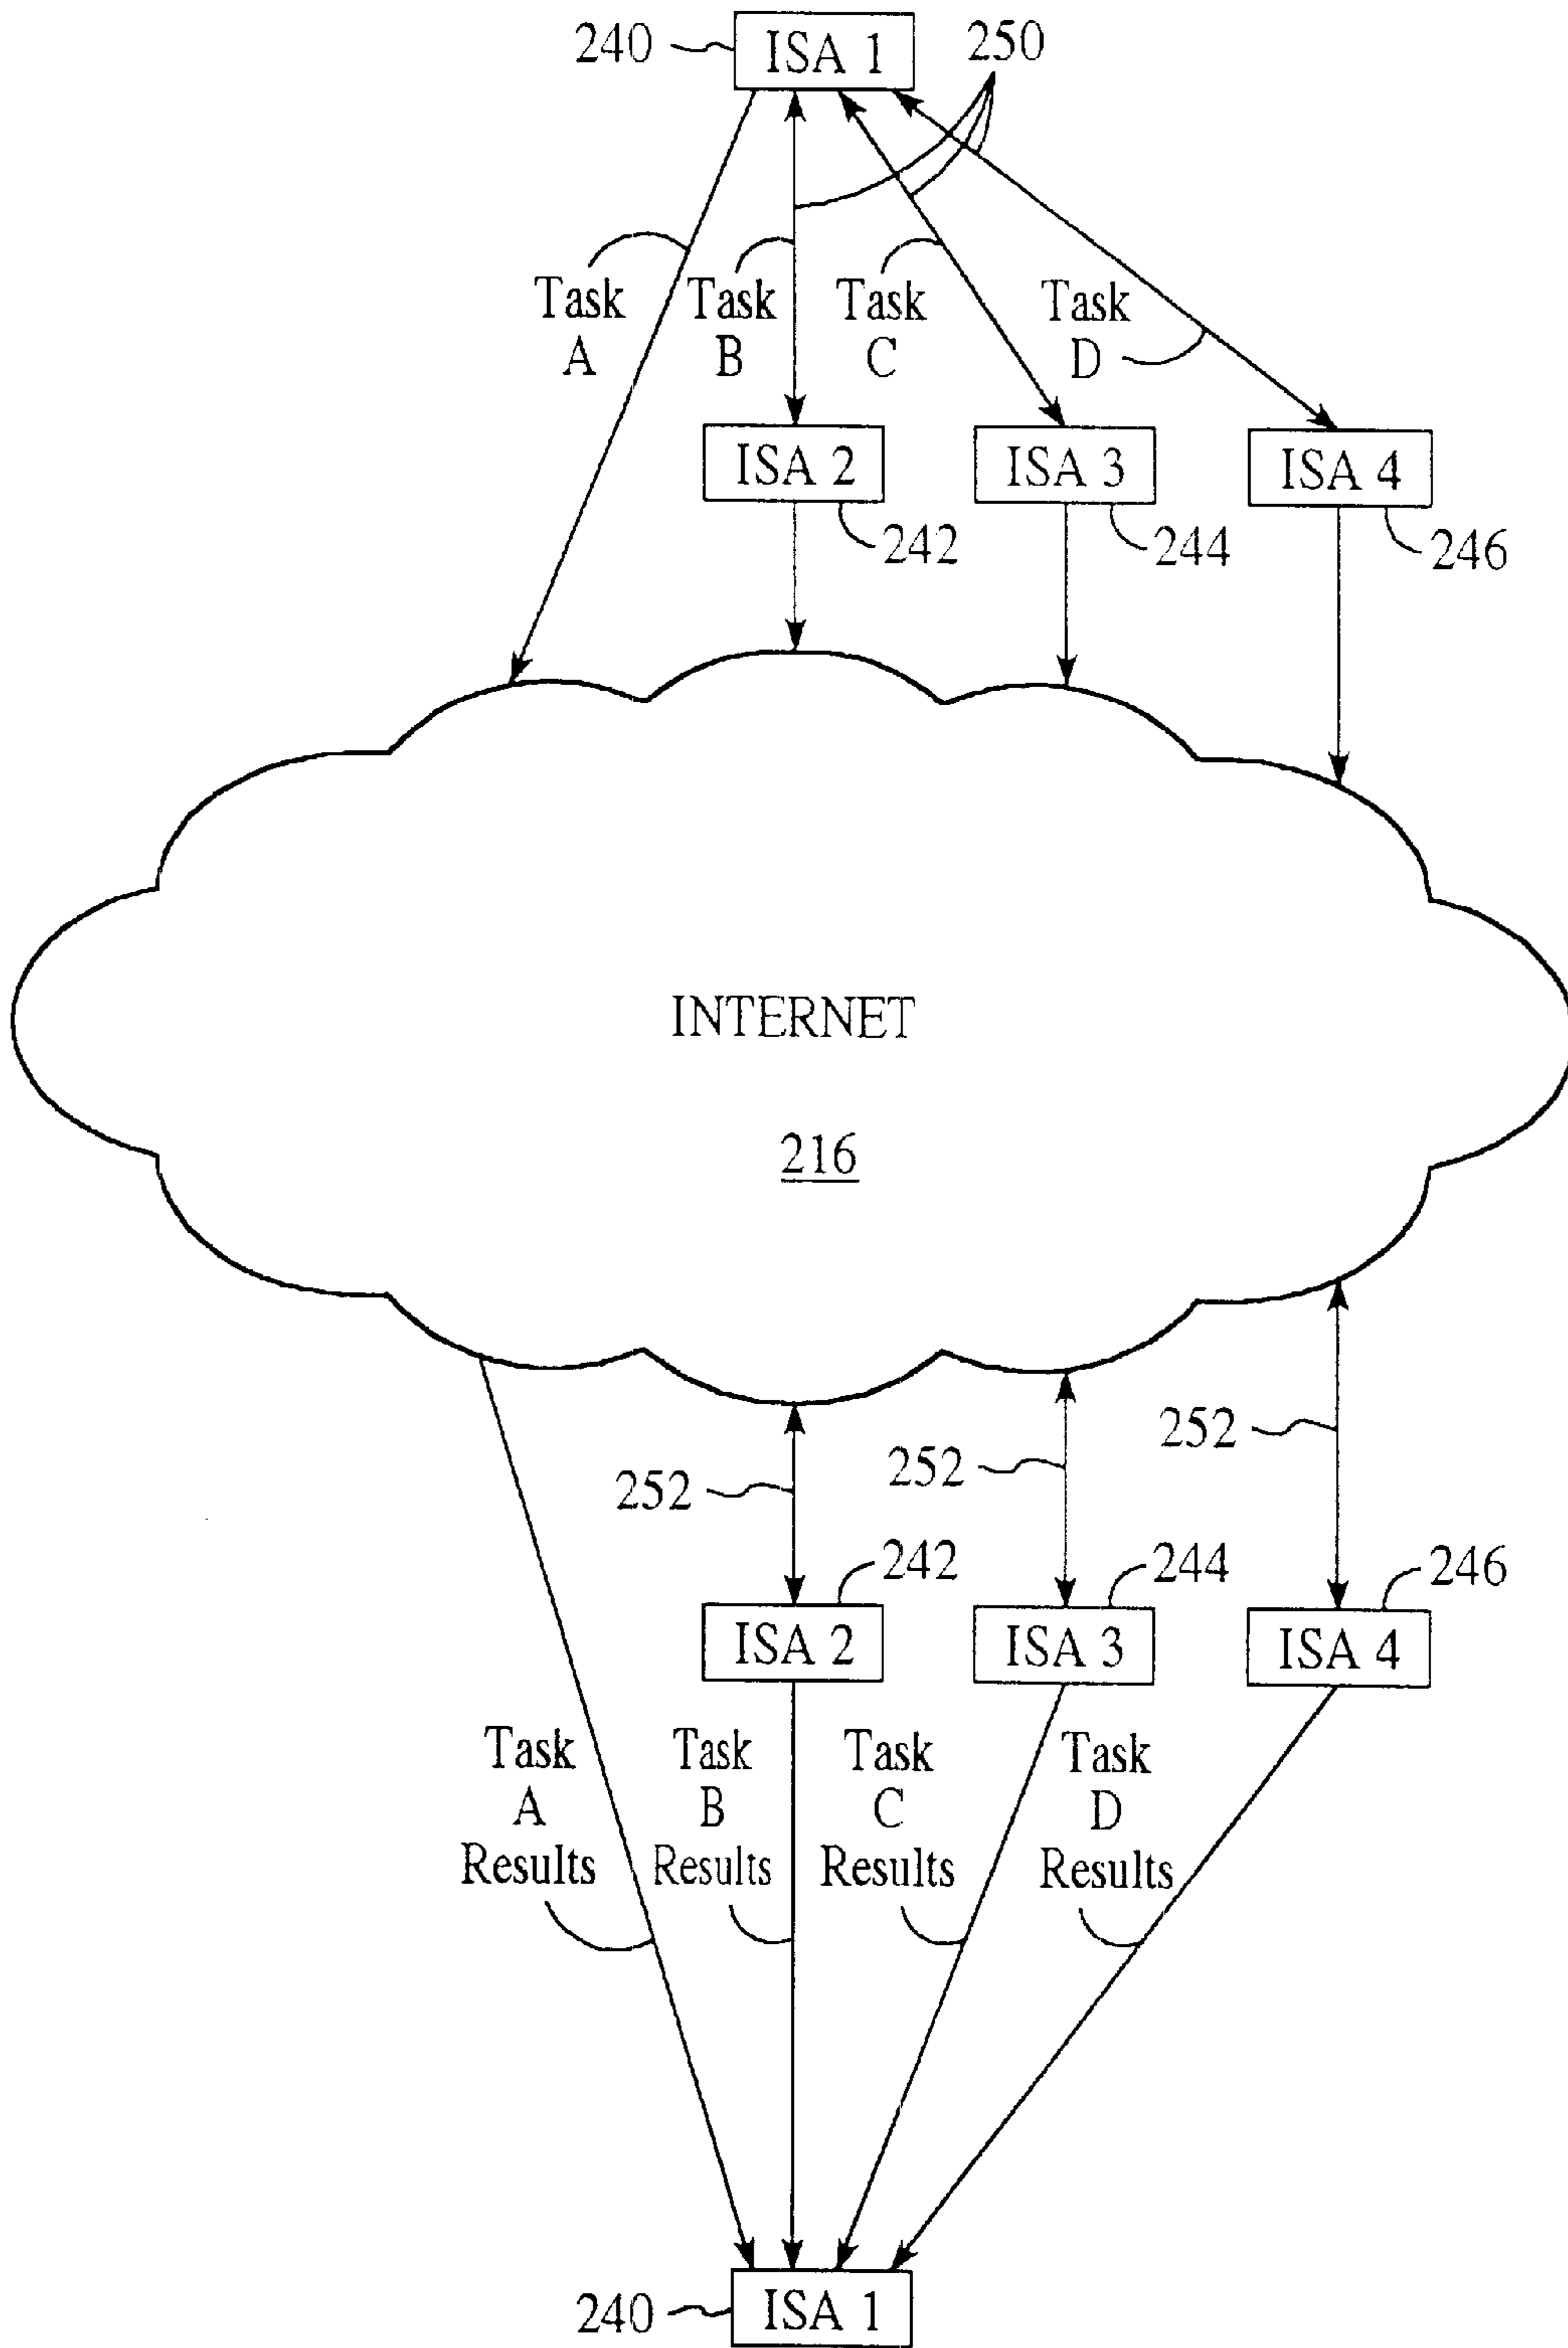 240
ISA 1
250
Task
A
Task
B
Task
C
Task
D
ISA 2
ISA 3
ISA 4
242
244
246
INTERNET
216
252
252
252
242
244
246
ISA 2
ISA 3
ISA 4
Task
A
Results
Task
B
Results
Task
C
Results
Task
D
Results
240
ISA 1